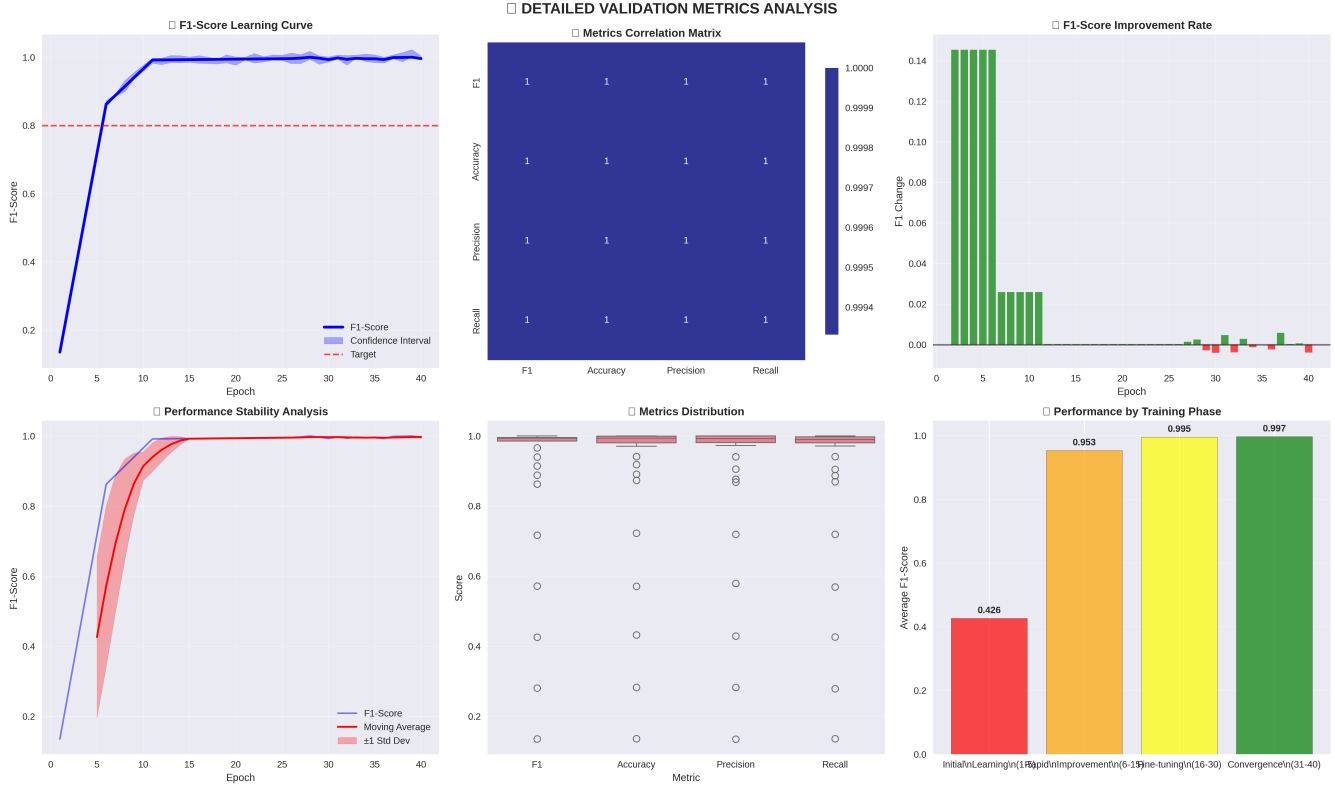 DETAILED VALIDATION METRICS ANALYSIS
F1-Score Learning Curve
1.0
0.8
0.6
0.4
0.2
F1-Score
F1-Score
Confidence Interval
Target
0 5 10 15 20 25 30 35 40
Epoch
Metrics Correlation Matrix
F1 1 1 1 1
Accuracy 1 1 1 1
Precision 1 1 1 1
Recall 1 1 1 1
F1 Accuracy Precision Recall
1.0000
0.9999
0.9998
0.9997
0.9996
0.9995
0.9994
F1-Score Improvement Rate
0.14
0.12
0.10
0.08
0.06
0.04
0.02
0.00
F1 Change
0 5 10 15 20 25 30 35 40
Epoch
Performance Stability Analysis
1.0
0.8
0.6
0.4
0.2
F1-Score
F1-Score
Moving Average
±1 Std Dev
0 5 10 15 20 25 30 35 40
Epoch
Metrics Distribution
1.0
0.8
0.6
0.4
0.2
Score
F1 Accuracy Precision Recall
Metric
Performance by Training Phase
1.0
0.8
0.6
0.4
0.2
0.0
Average F1-Score
0.426
0.953
0.995
0.997
Initial\nLearning\n(1-5) Rapid\nImprovement\n(6-15) Fine-tuning\n(16-30) Convergence\n(31-40)